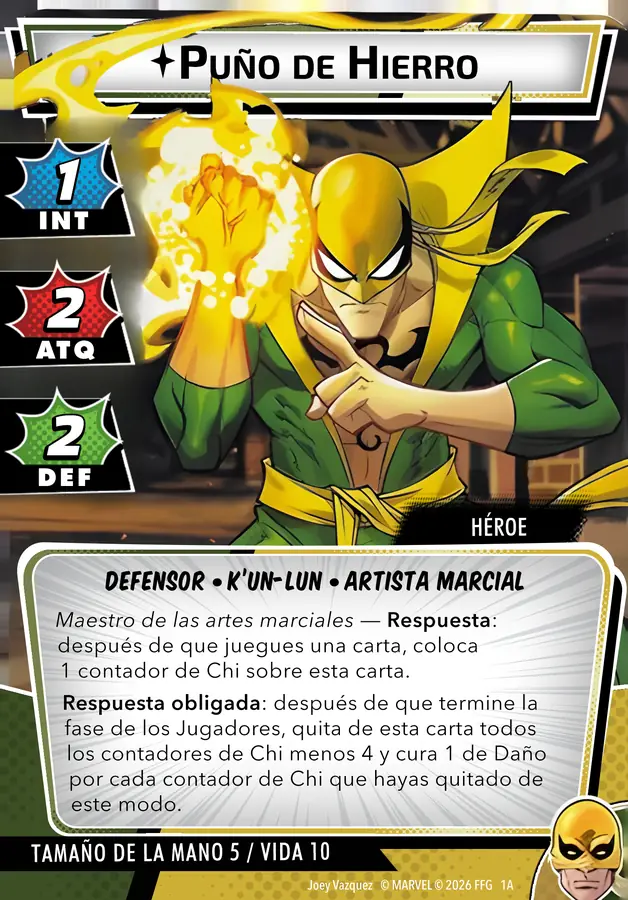 PUÑO DE HIERRO
1
INT
2
ATQ
2
DEF
HÉROE
DEFENSOR • K'UN-LUN • ARTISTA MARCIAL
Maestro de las artes marciales — Respuesta:
después de que juegues una carta, coloca
1 contador de Chi sobre esta carta.
Respuesta obligada: después de que termine la
fase de los Jugadores, quita de esta carta todos
los contadores de Chi menos 4 y cura 1 de Daño
por cada contador de Chi que hayas quitado de
este modo.
TAMAÑO DE LA MANO 5 / VIDA 10
Joey Vazquez © MARVEL © 2026 FFG 1A